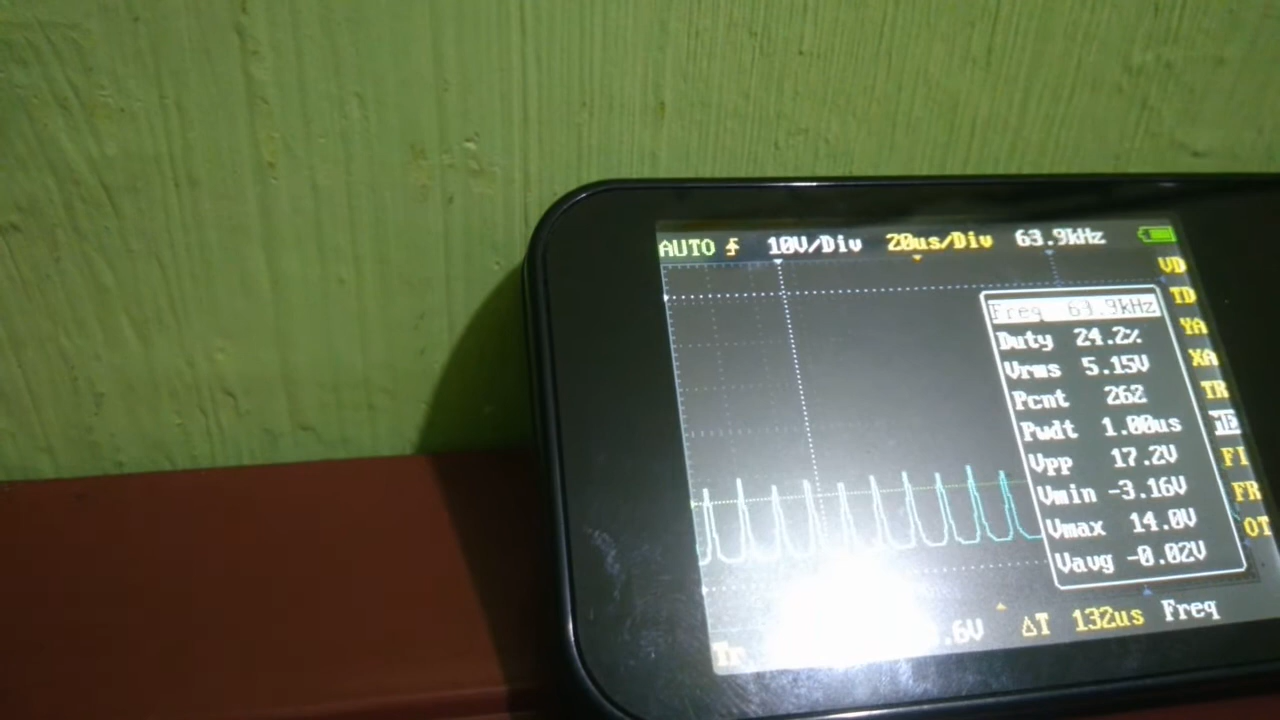 AUTO 10V/Div 20us/Div 63.9kHz
VD
TD
YA
XA
TR
FI
FR
OT
Freq 63.9kHz
Duty 24.2%
Vrms 5.15V
Pcnt 262
Pwdt 1.00us
Vpp 17.2V
Vmin -3.16V
Vmax 14.0V
Vavg -0.02V
.6V ΔT 132us Freq